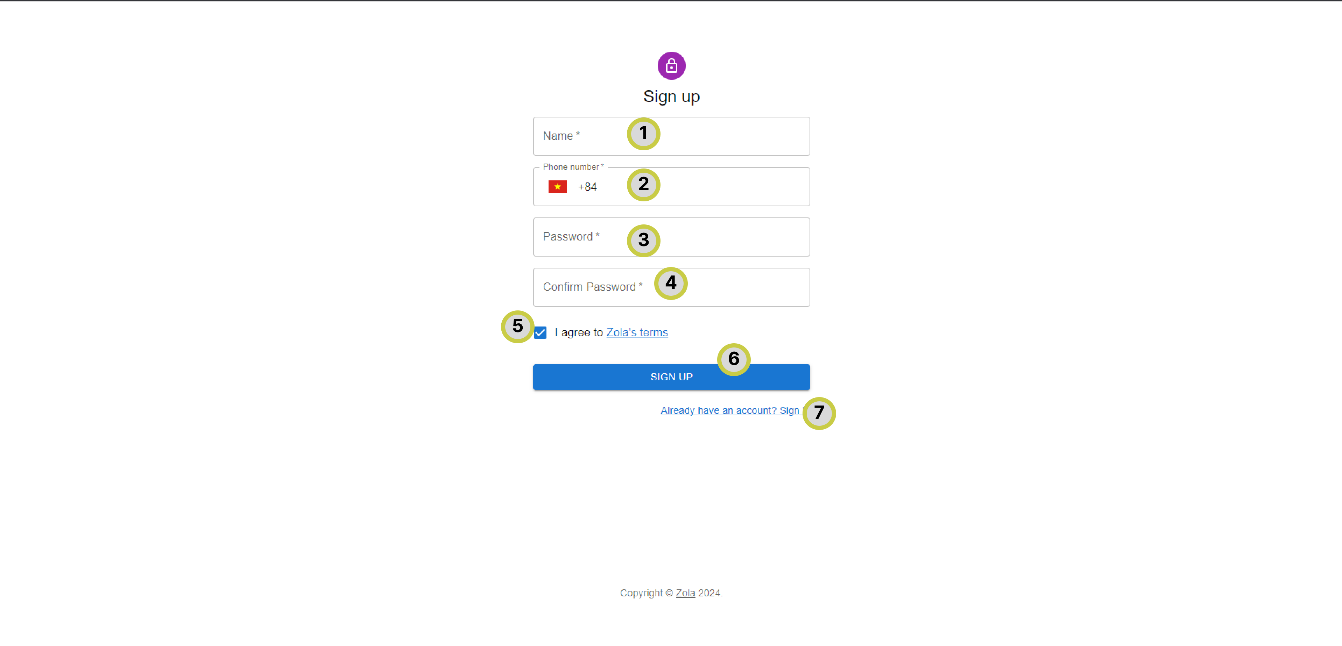 Sign up
Name *
1
Phone number *
+84
2
Password *
3
Confirm Password *
4
5
I agree to Zola's terms
6
SIGN UP
Already have an account? Sign
7
Copyright © Zola 2024